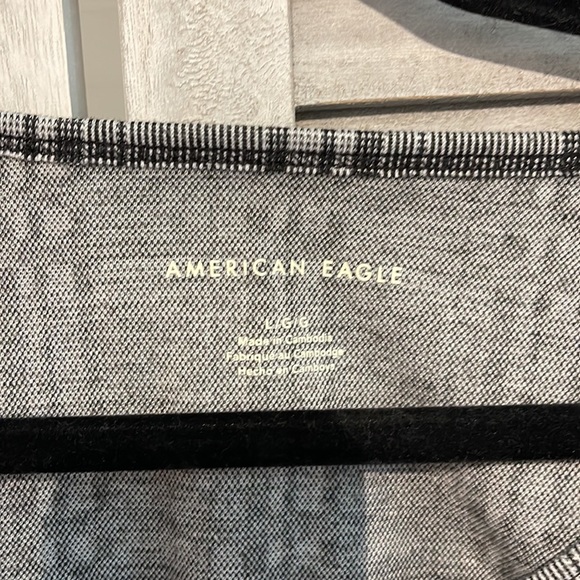 AMERICAN EAGLE
L/G/G
Made in Cambodia
Fabriqué au Cambodge
Hecho en Camboya